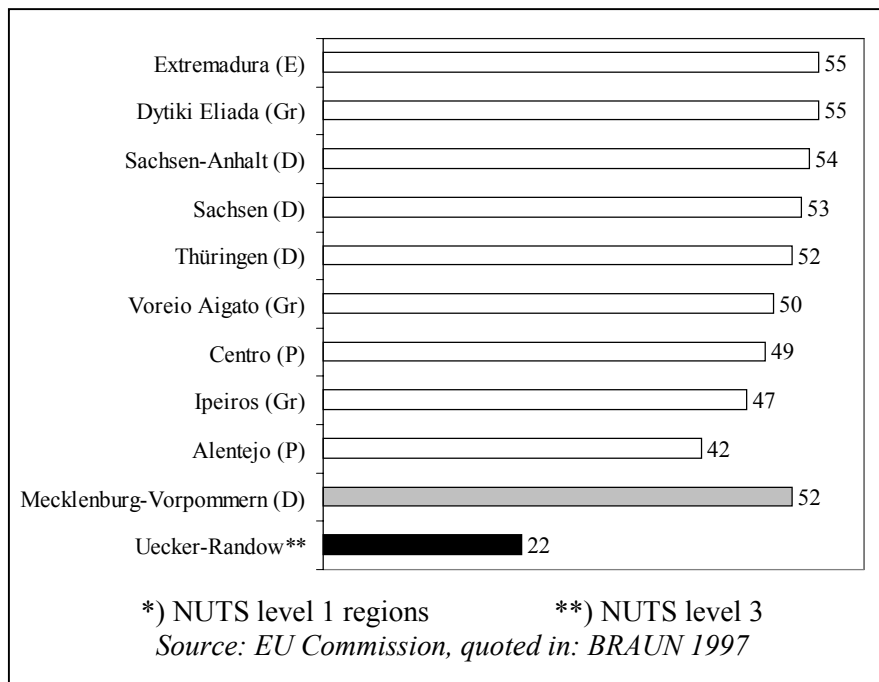 Extremadura (E) 55
Dytiki Eliada (Gr) 55
Sachsen-Anhalt (D) 54
Sachsen (D) 53
Thüringen (D) 52
Voreio Aigato (Gr) 50
Centro (P) 49
Ipeiros (Gr) 47
Alentejo (P) 42
Mecklenburg-Vorpommern (D) 52
Uecker-Randow** 22
*) NUTS level 1 regions **) NUTS level 3
Source: EU Commission, quoted in: BRAUN 1997